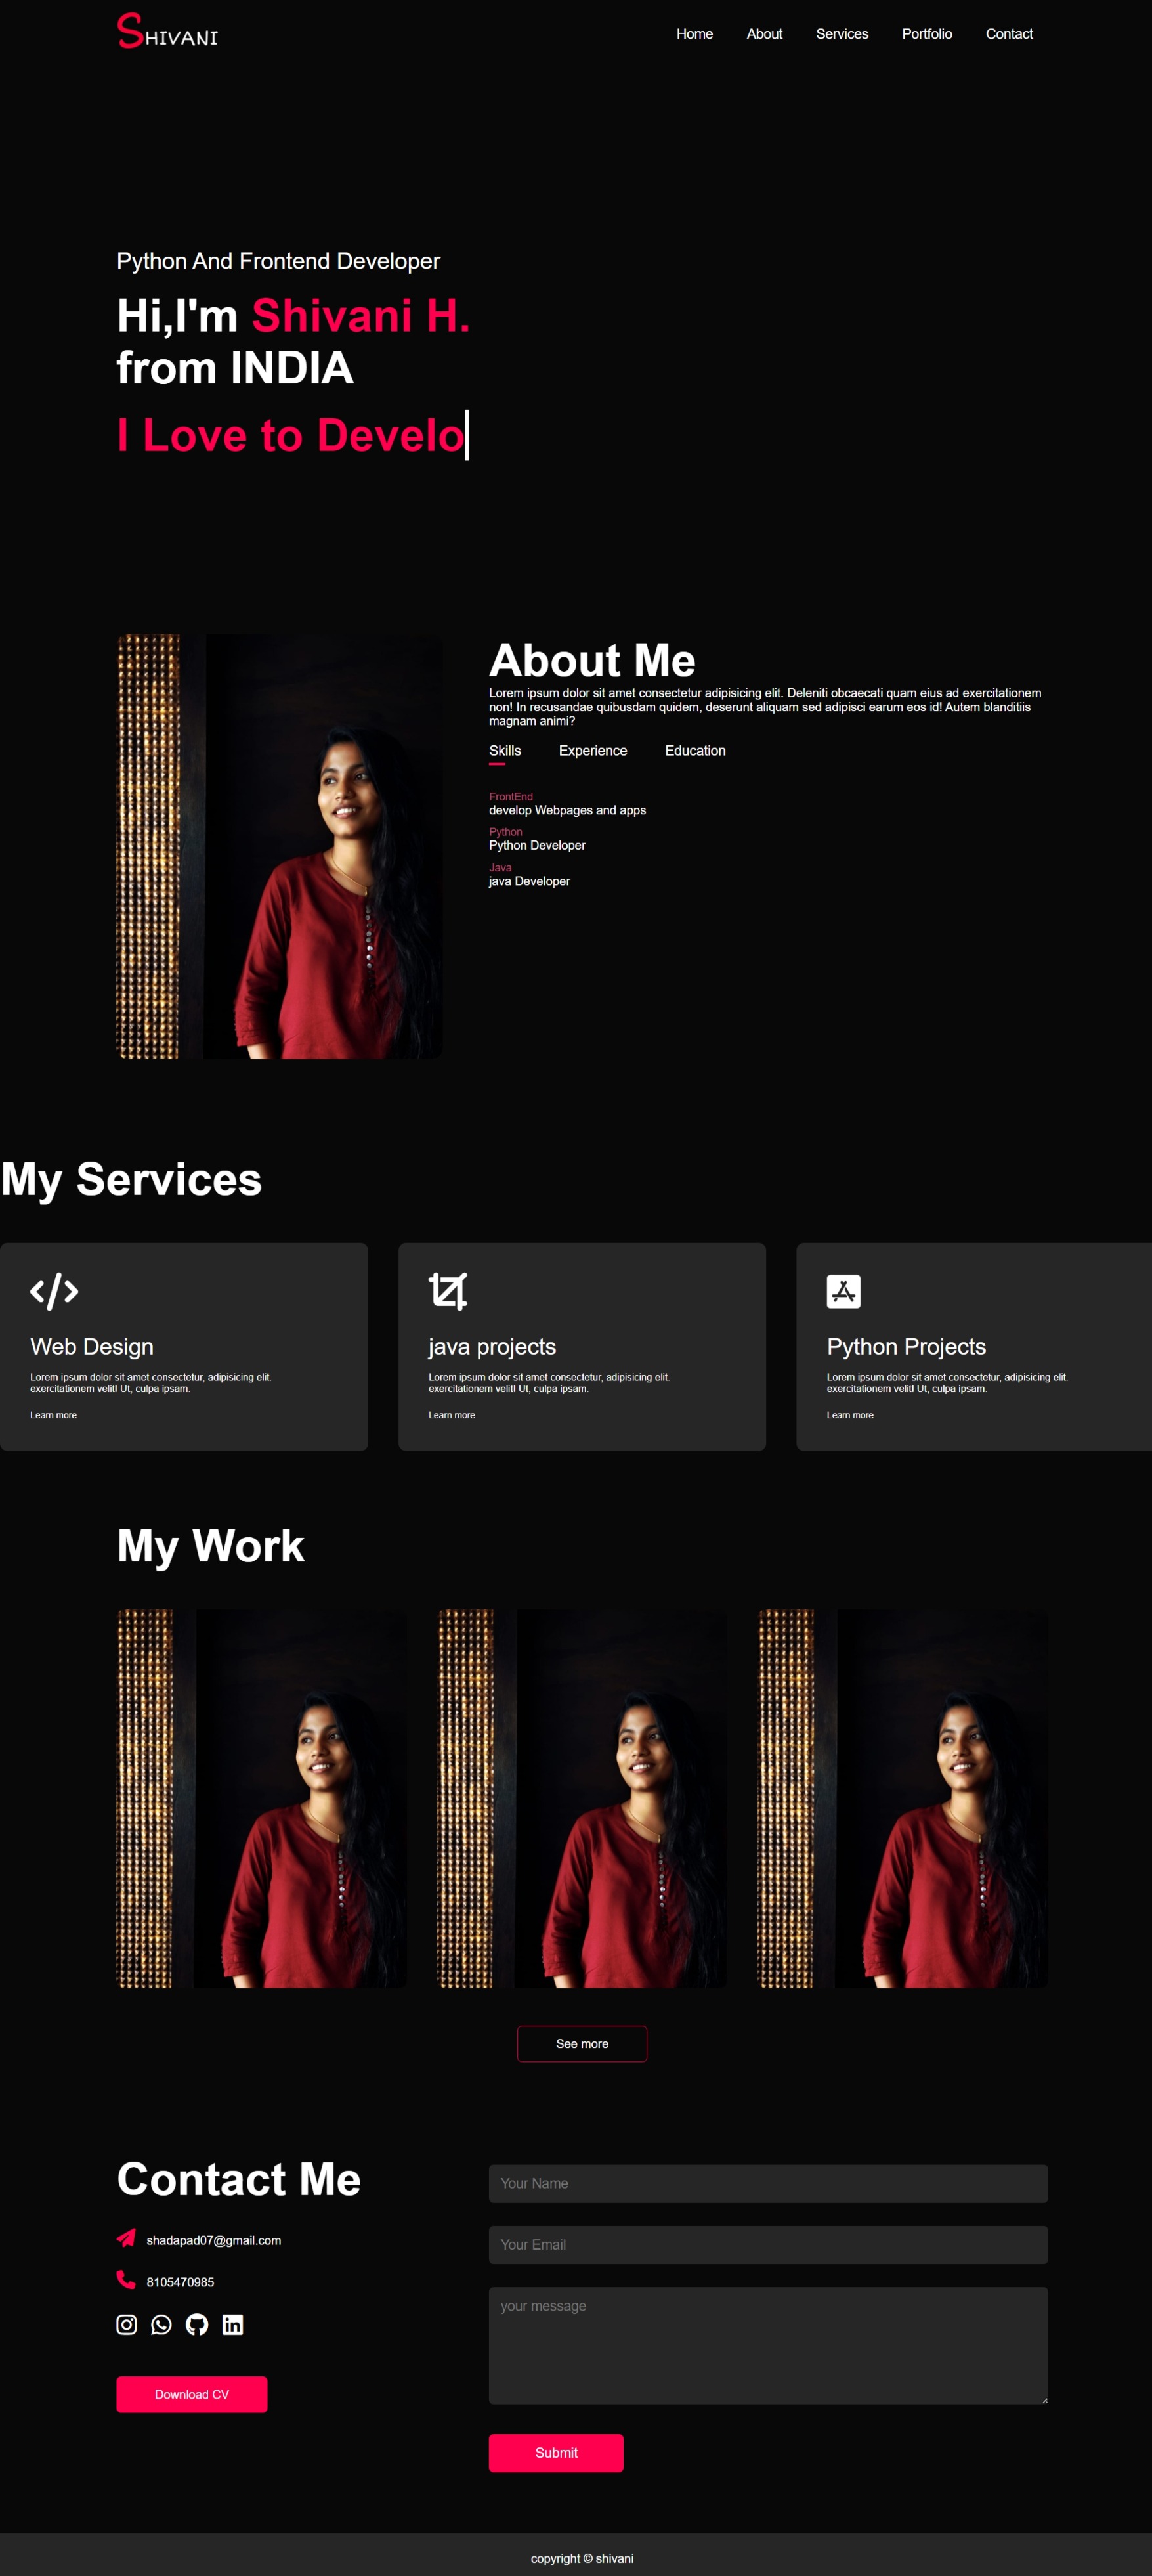 SHIVANI
Home About Services Portfolio Contact
Python And Frontend Developer
Hi,I'm Shivani H.
from INDIA
I Love to Develo
About Me
Lorem ipsum dolor sit amet consectetur adipisicing elit. Deleniti obcaecati quam eius ad exercitationem
non! In recusandae quibusdam quidem, deserunt aliquam sed adipisci earum eos id! Autem blanditiis
magnam animi?
Skills Experience Education
FrontEnd
develop Webpages and apps
Python
Python Developer
Java
java Developer
My Services
Web Design
Lorem ipsum dolor sit amet consectetur, adipisicing elit.
exercitationem velit! Ut, culpa ipsam.
Learn more
java projects
Lorem ipsum dolor sit amet consectetur, adipisicing elit.
exercitationem velit! Ut, culpa ipsam.
Learn more
Python Projects
Lorem ipsum dolor sit amet consectetur, adipisicing elit.
exercitationem velit! Ut, culpa ipsam.
Learn more
My Work
See more
Contact Me
shadapad07@gmail.com
8105470985
Download CV
Your Name
Your Email
your message
Submit
copyright © shivani